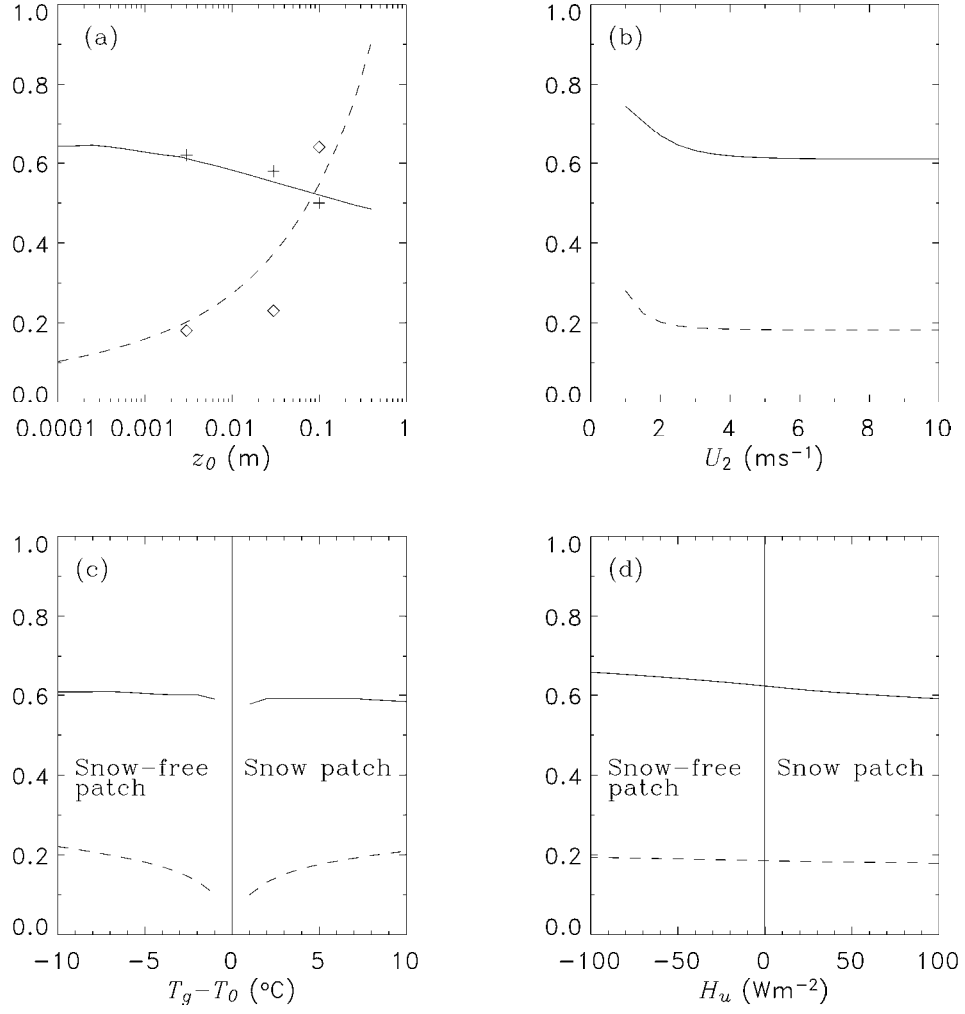 (a)
1.0
0.8
0.6
0.4
0.2
0.0
0.0001 0.001 0.01 0.1 1
z₀ (m)
(b)
1.0
0.8
0.6
0.4
0.2
0.0
0 2 4 6 8 10
U₂ (ms⁻¹)
(c)
1.0
0.8
0.6
0.4
0.2
0.0
Snow-free
patch
Snow patch
−10 −5 0 5 10
T_g−T₀ (°C)
(d)
1.0
0.8
0.6
0.4
0.2
0.0
Snow-free
patch
Snow patch
−100 −50 0 50 100
H_u (Wm⁻²)